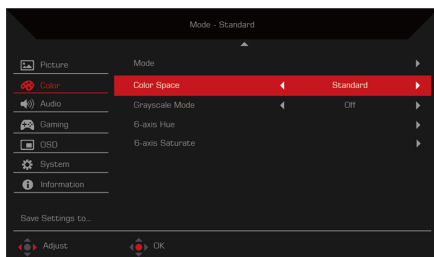 Mode - Standard
Picture
Mode
Color
Color Space
Standard
Audio
Grayscale Mode
Off
Gaming
6-axis Hue
OSD
6-axis Saturate
System
Information
Save Settings to...
Adjust
OK